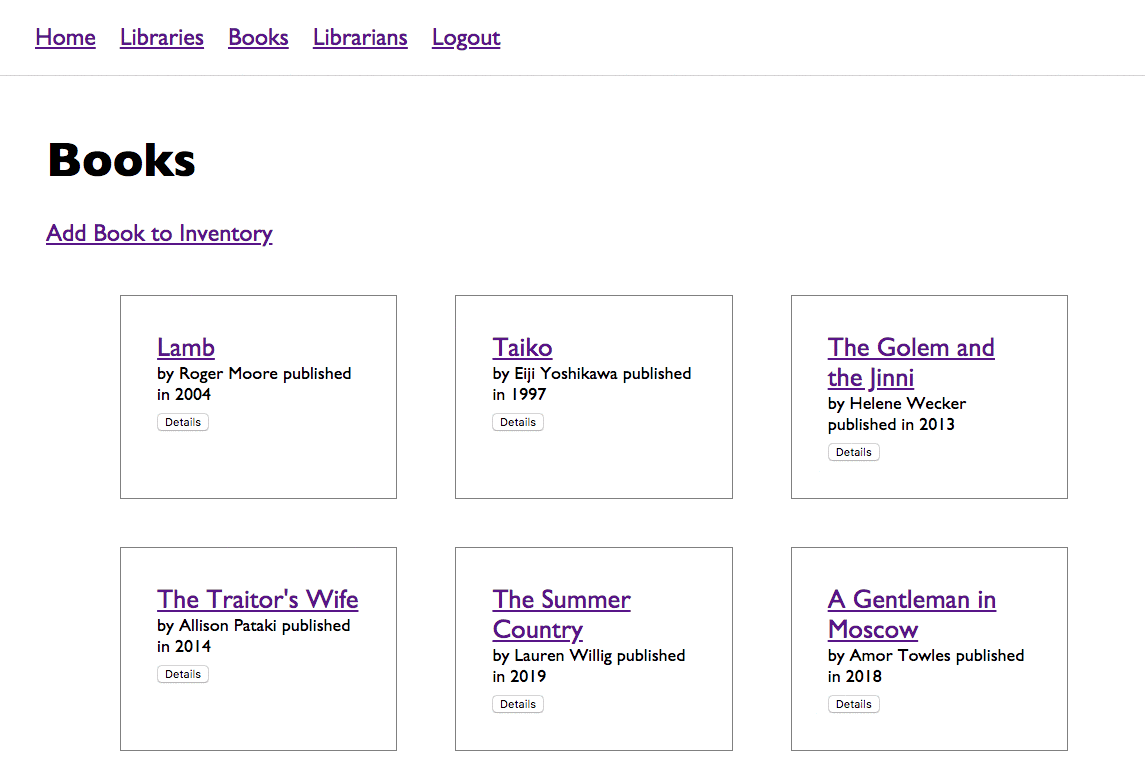 Home Libraries Books Librarians Logout
Books
Add Book to Inventory
Lamb
by Roger Moore published
in 2004
Details
Taiko
by Eiji Yoshikawa published
in 1997
Details
The Golem and
the Jinni
by Helene Wecker
published in 2013
Details
The Traitor's Wife
by Allison Pataki published
in 2014
Details
The Summer
Country
by Lauren Willig published
in 2019
Details
A Gentleman in
Moscow
by Amor Towles published
in 2018
Details